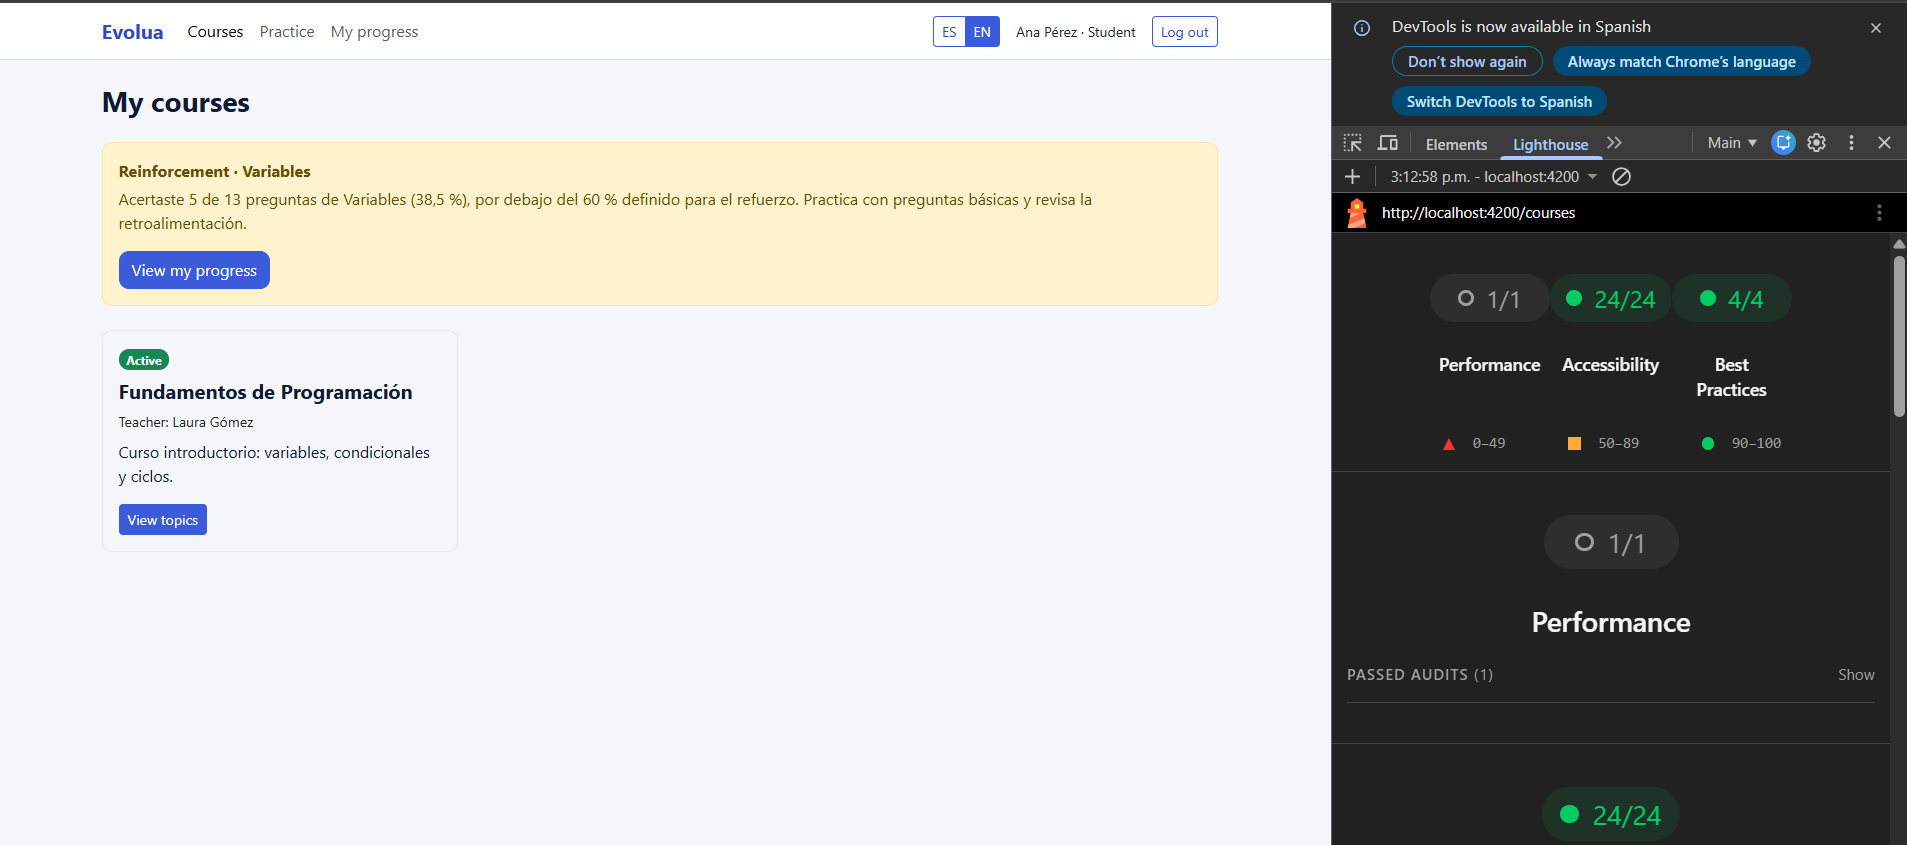 Evolua Courses Practice My progress ES EN Ana Pérez · Student Log out
My courses
Reinforcement · Variables
Acertaste 5 de 13 preguntas de Variables (38,5 %), por debajo del 60 % definido para el refuerzo. Practica con preguntas básicas y revisa la
retroalimentación.
View my progress
Active
Fundamentos de Programación
Teacher: Laura Gómez
Curso introductorio: variables, condicionales
y ciclos.
View topics
DevTools is now available in Spanish
Don't show again Always match Chrome's language
Switch DevTools to Spanish
Elements Lighthouse Main
3:12:58 p.m. - localhost:4200
http://localhost:4200/courses
1/1 24/24 4/4
Performance Accessibility Best
Practices
0–49 50–89 90–100
1/1
Performance
PASSED AUDITS (1) Show
24/24